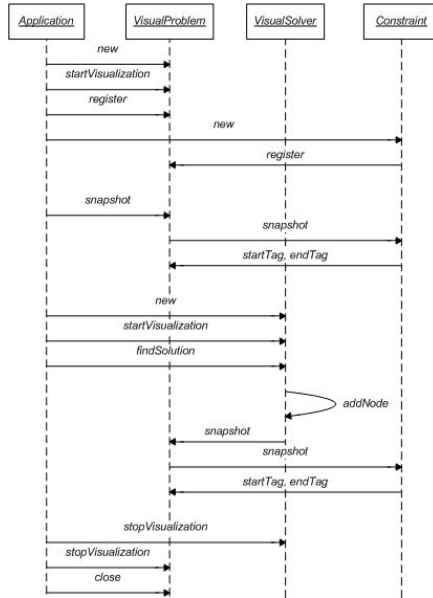 Application VisualProblem VisualSolver Constraint
new
startVisualization
register
new
register
snapshot
snapshot
startTag, endTag
new
startVisualization
findSolution
addNode
snapshot
snapshot
startTag, endTag
stopVisualization
stopVisualization
close